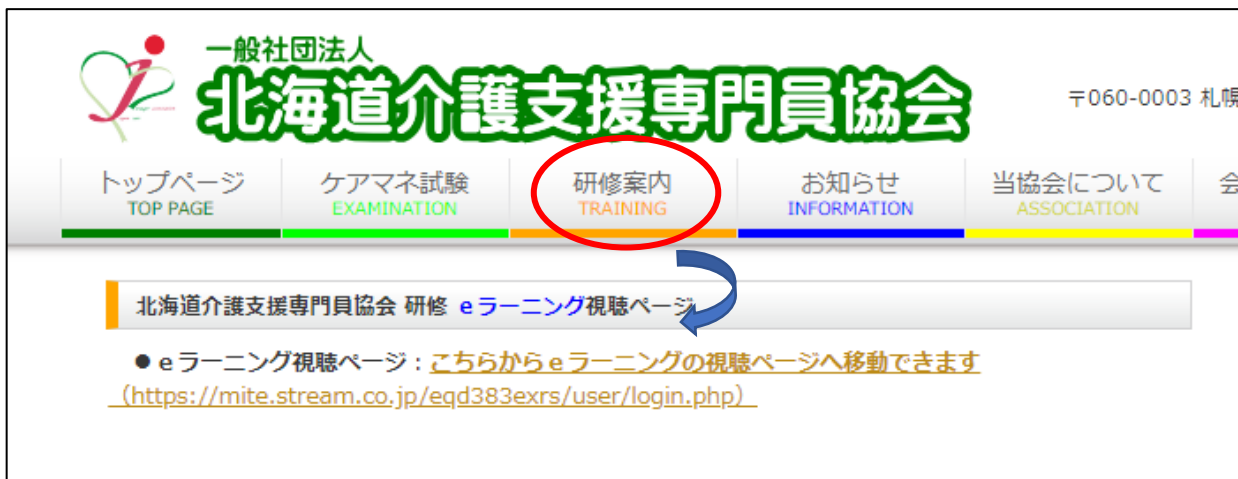 一般社団法人
北海道介護支援専門員協会
〒060-0003 札幌
トップページ ケアマネ試験 研修案内 お知らせ 当協会について 会
TOP PAGE EXAMINATION TRAINING INFORMATION ASSOCIATION
北海道介護支援専門員協会 研修 eラーニング視聴ページ
●eラーニング視聴ページ：こちらからeラーニングの視聴ページへ移動できます
（https://mite.stream.co.jp/eqd383exrs/user/login.php）